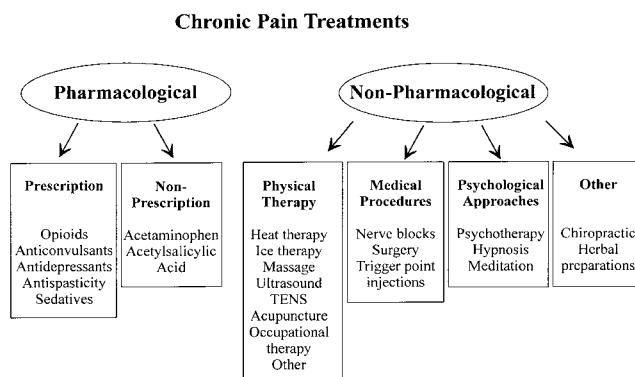 Chronic Pain Treatments
Pharmacological
Non-Pharmacological
Prescription
Opioids
Anticonvulsants
Antidepressants
Antispasticity
Sedatives
Non-
Prescription
Acetaminophen
Acetylsalicylic
Acid
Physical
Therapy
Heat therapy
Ice therapy
Massage
Ultrasound
TENS
Acupuncture
Occupational
therapy
Other
Medical
Procedures
Nerve blocks
Surgery
Trigger point
injections
Psychological
Approaches
Psychotherapy
Hypnosis
Meditation
Other
Chiropractic
Herbal
preparations